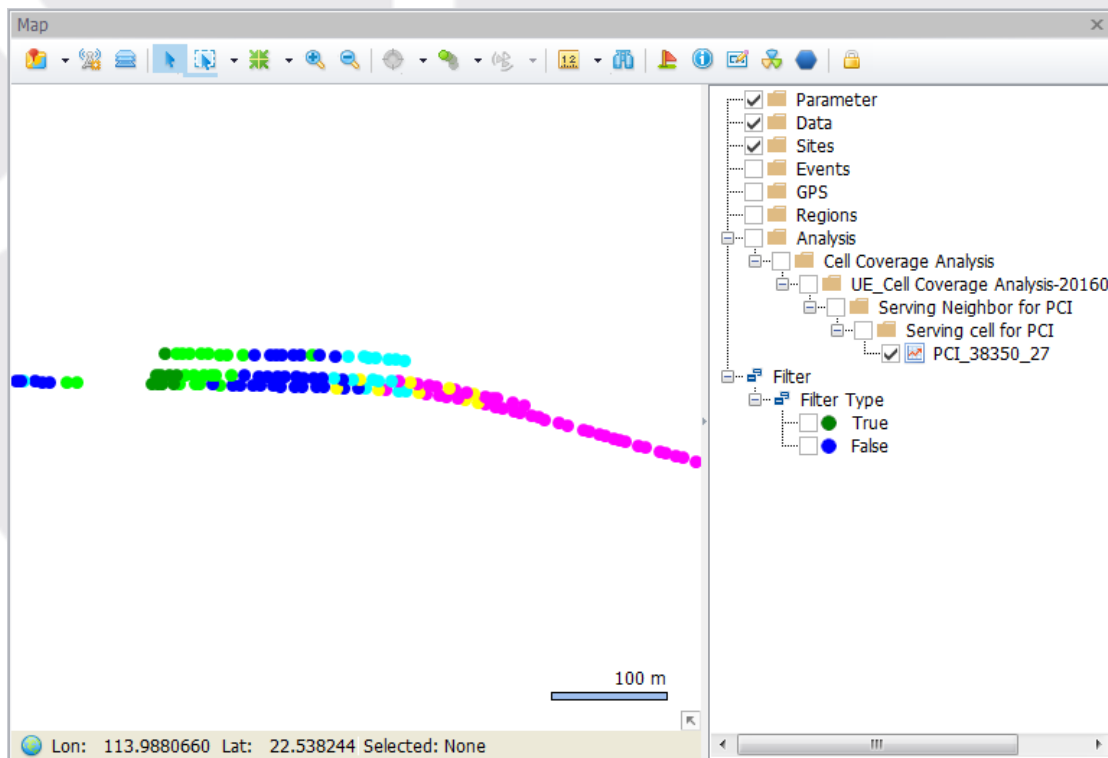 Map
1 2
Parameter
Data
Sites
Events
GPS
Regions
Analysis
Cell Coverage Analysis
UE_Cell Coverage Analysis-20160
Serving Neighbor for PCI
Serving cell for PCI
PCI_38350_27
Filter
Filter Type
True
False
100 m
Lon: 113.9880660 Lat: 22.538244 Selected: None